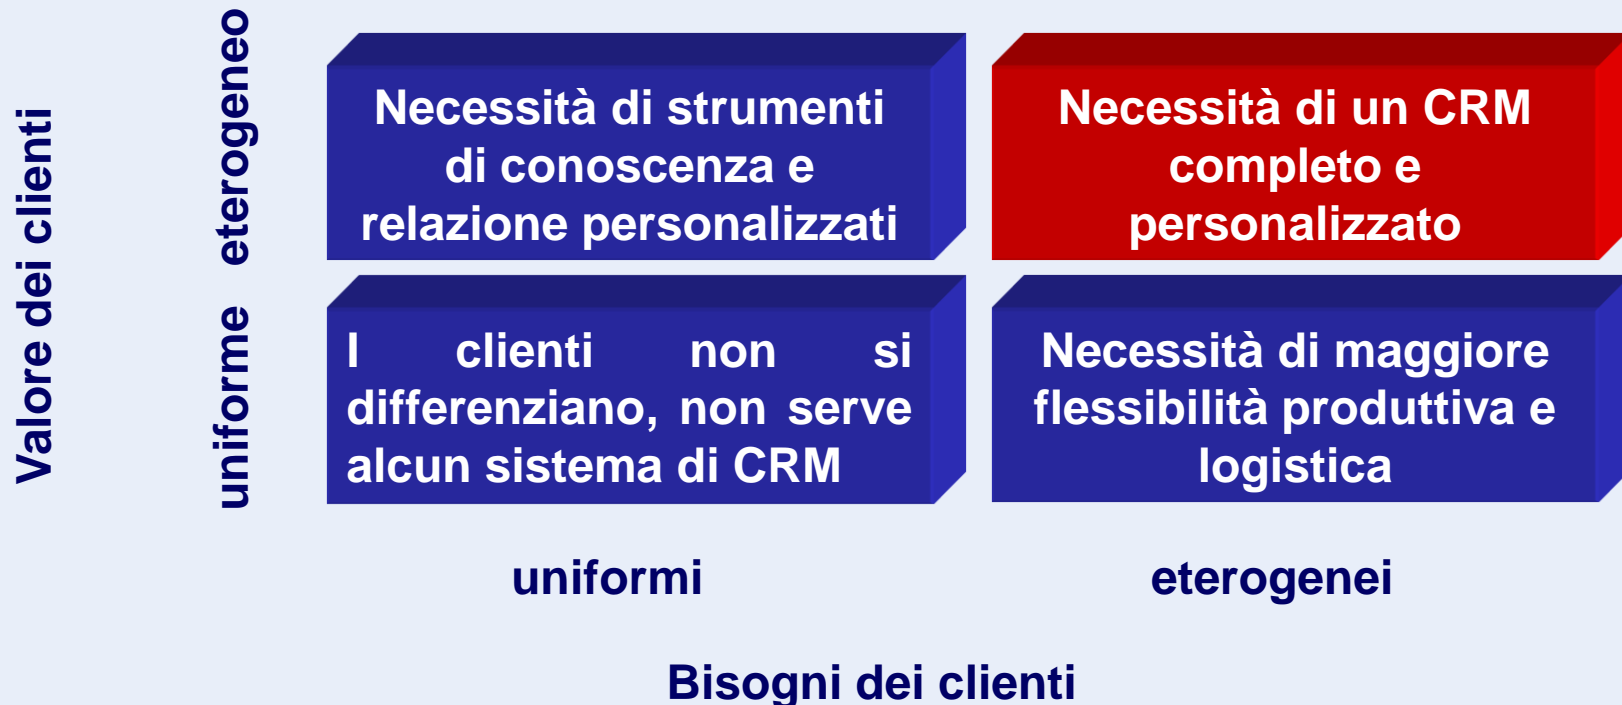 Valore dei clienti
eterogeneo
uniforme
Necessità di strumenti
di conoscenza e
relazione personalizzati
Necessità di un CRM
completo e
personalizzato
I clienti non si
differenziano, non serve
alcun sistema di CRM
Necessità di maggiore
flessibilità produttiva e
logistica
uniformi
eterogenei
Bisogni dei clienti